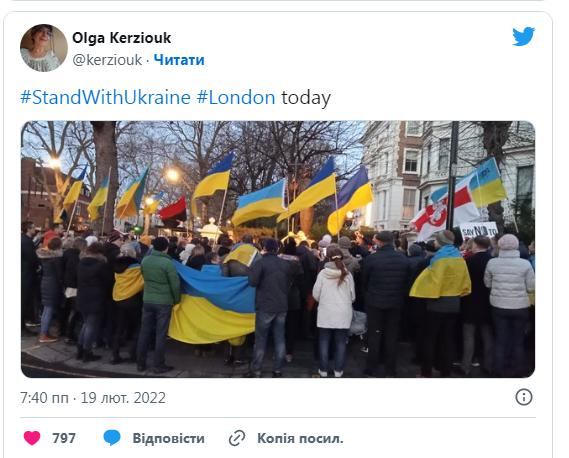 Olga Kerziouk
@kerziouk · Читати
#StandWithUkraine #London today
SAY NO TO
7:40 пп · 19 лют. 2022
797 Відповісти Копія посил.